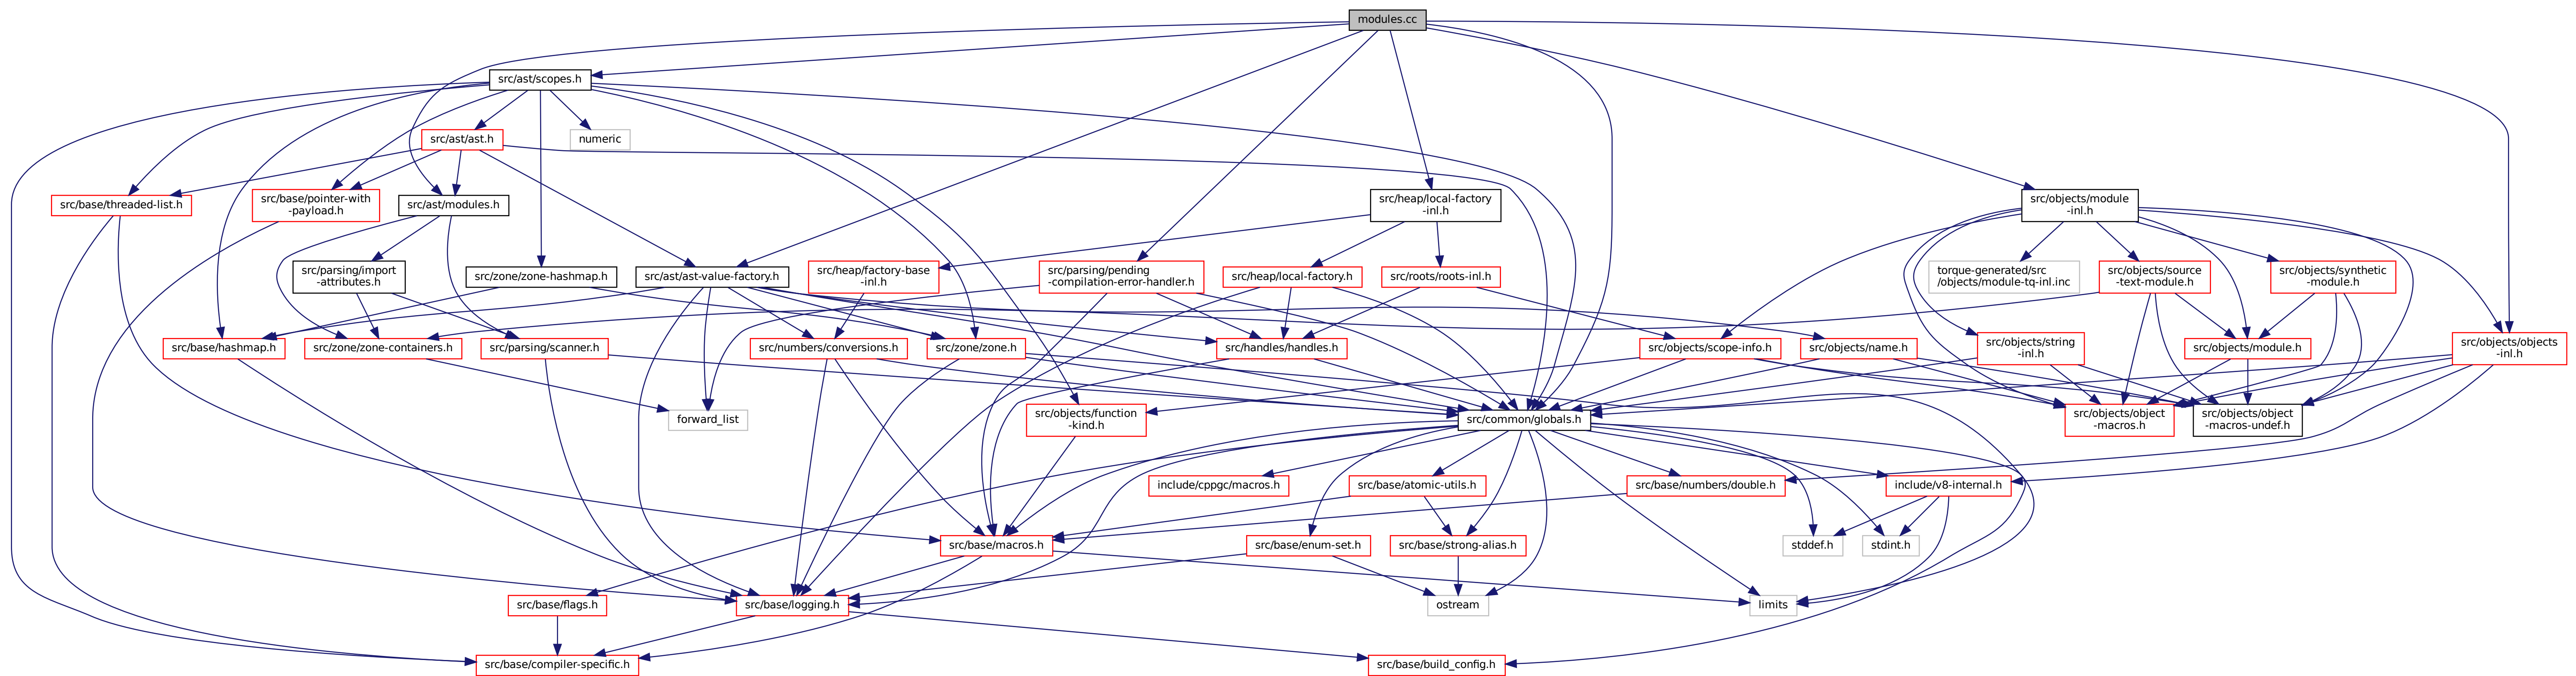 modules.cc
src/ast/scopes.h
src/ast/ast.h
numeric
src/base/threaded-list.h
src/base/pointer-with
-payload.h
src/ast/modules.h
src/heap/local-factory
-inl.h
src/objects/module
-inl.h
src/parsing/import
-attributes.h
src/zone/zone-hashmap.h
src/ast/ast-value-factory.h
src/heap/factory-base
-inl.h
src/parsing/pending
-compilation-error-handler.h
src/heap/local-factory.h
src/roots/roots-inl.h
torque-generated/src
/objects/module-tq-inl.inc
src/objects/source
-text-module.h
src/objects/synthetic
-module.h
src/base/hashmap.h
src/zone/zone-containers.h
src/parsing/scanner.h
src/numbers/conversions.h
src/zone/zone.h
src/handles/handles.h
src/objects/scope-info.h
src/objects/name.h
src/objects/string
-inl.h
src/objects/module.h
src/objects/objects
-inl.h
forward_list
src/objects/function
-kind.h
src/common/globals.h
src/objects/object
-macros.h
src/objects/object
-macros-undef.h
include/cppgc/macros.h
src/base/atomic-utils.h
src/base/numbers/double.h
include/v8-internal.h
src/base/macros.h
src/base/enum-set.h
src/base/strong-alias.h
stddef.h
stdint.h
src/base/flags.h
src/base/logging.h
ostream
limits
src/base/compiler-specific.h
src/base/build_config.h